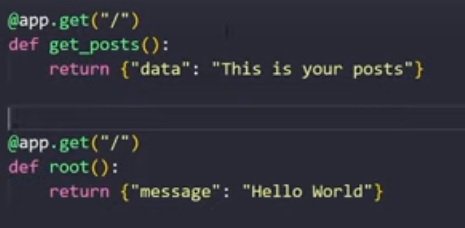 @app.get("/")
def get_posts():
    return {"data": "This is your posts"}
@app.get("/")
def root():
    return {"message": "Hello World"}